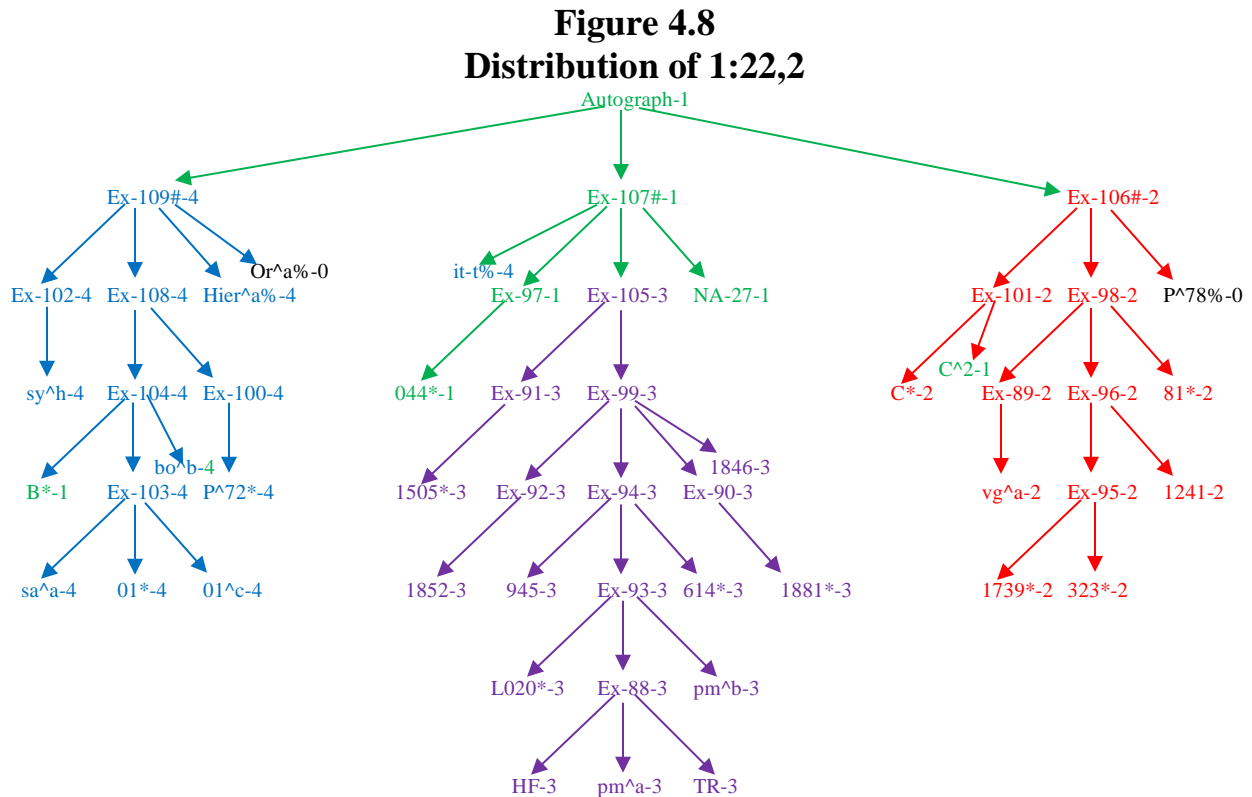 Figure 4.8
Distribution of 1:22,2
Autograph-1
Ex-109#-4 Ex-107#-1 Ex-106#-2
Or^a%-0 it-t%-4
Ex-102-4 Ex-108-4 Hier^a%-4 Ex-97-1 Ex-105-3 NA-27-1 Ex-101-2 Ex-98-2 P^78%-0
C^2-1
sy^h-4 Ex-104-4 Ex-100-4 044*-1 Ex-91-3 Ex-99-3 C*-2 Ex-89-2 Ex-96-2 81*-2
bo^b-4 1846-3
B*-1 Ex-103-4 P^72*-4 1505*-3 Ex-92-3 Ex-94-3 Ex-90-3 vg^a-2 Ex-95-2 1241-2
sa^a-4 01*-4 01^c-4 1852-3 945-3 Ex-93-3 614*-3 1881*-3 1739*-2 323*-2
L020*-3 Ex-88-3 pm^b-3
HF-3 pm^a-3 TR-3